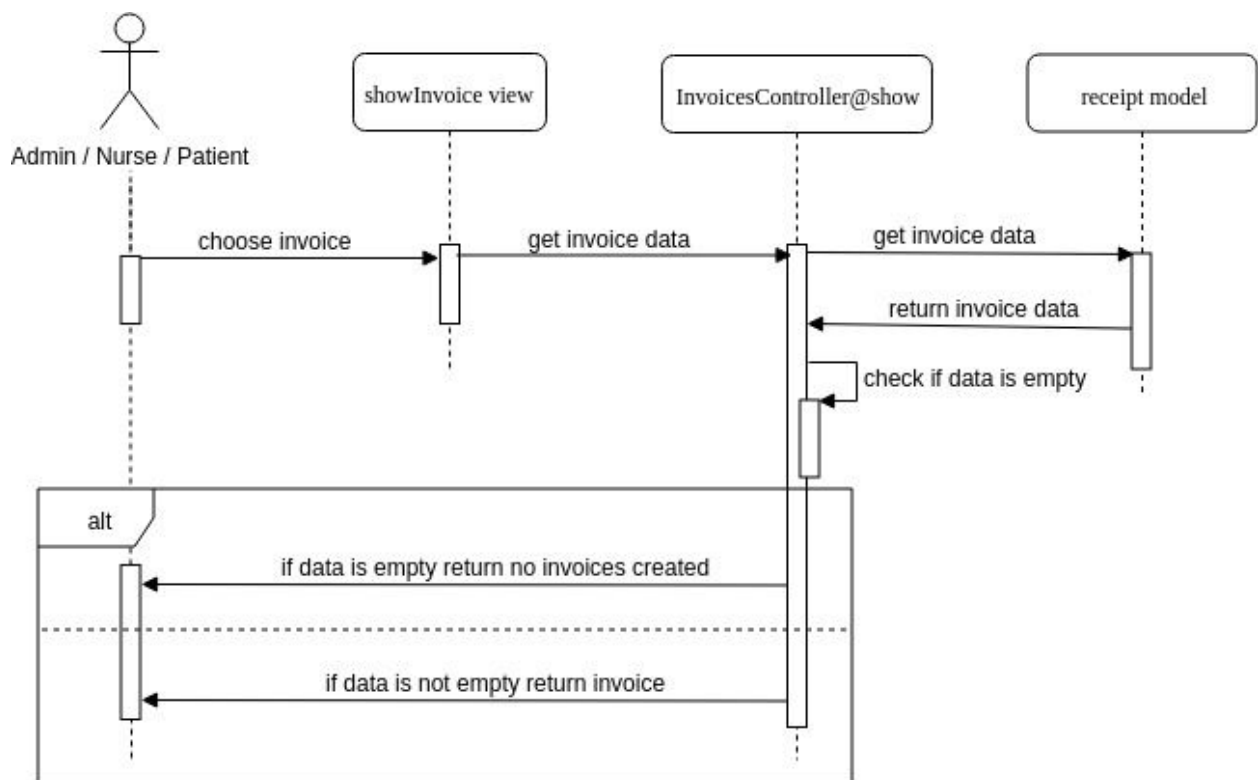 showInvoice view
InvoicesController@show
receipt model
Admin / Nurse / Patient
choose invoice
get invoice data
get invoice data
return invoice data
check if data is empty
alt
if data is empty return no invoices created
if data is not empty return invoice